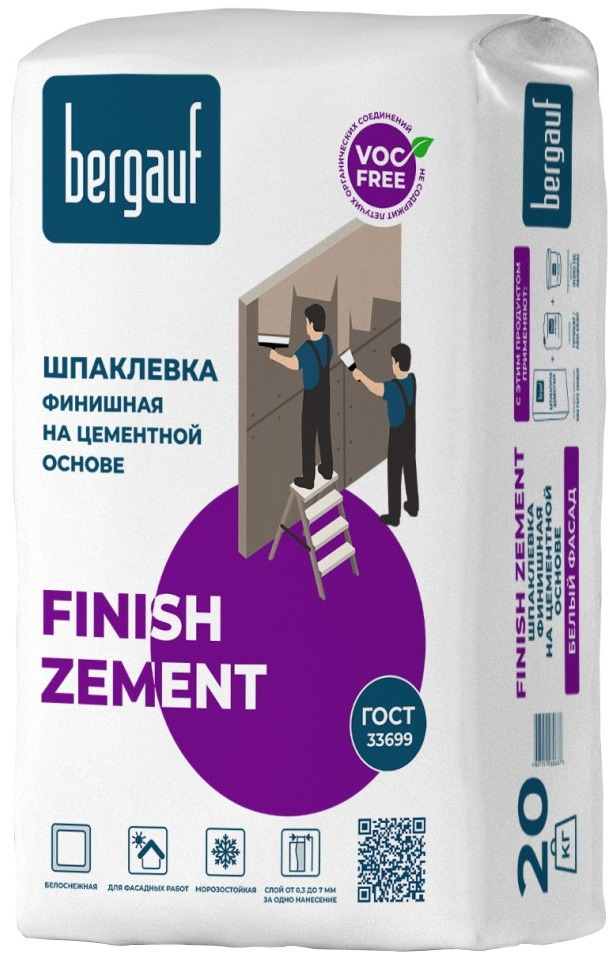 bergauf
НЕ СОДЕРЖИТ ЛЕТУЧИХ ОРГАНИЧЕСКИХ СОЕДИНЕНИЙ
VOC
FREE
ШПАКЛЕВКА
ФИНИШНАЯ
НА ЦЕМЕНТНОЙ
ОСНОВЕ
FINISH
ZEMENT
ГОСТ
33699
БЕЛОСНЕЖНАЯ
ДЛЯ ФАСАДНЫХ РАБОТ
МОРОЗОСТОЙКАЯ
СЛОЙ ОТ 0,3 ДО 7 ММ
ЗА ОДНО НАНЕСЕНИЕ
bergauf
С ЭТИМ ПРОДУКТОМ
ПРИМЕНЯЮТ:
bergauf
FINISH ZEMENT
ШПАКЛЕВКА
ФИНИШНАЯ
НА ЦЕМЕНТНОЙ
ОСНОВЕ
БЕЛЫЙ ФАСАД
20
КГ